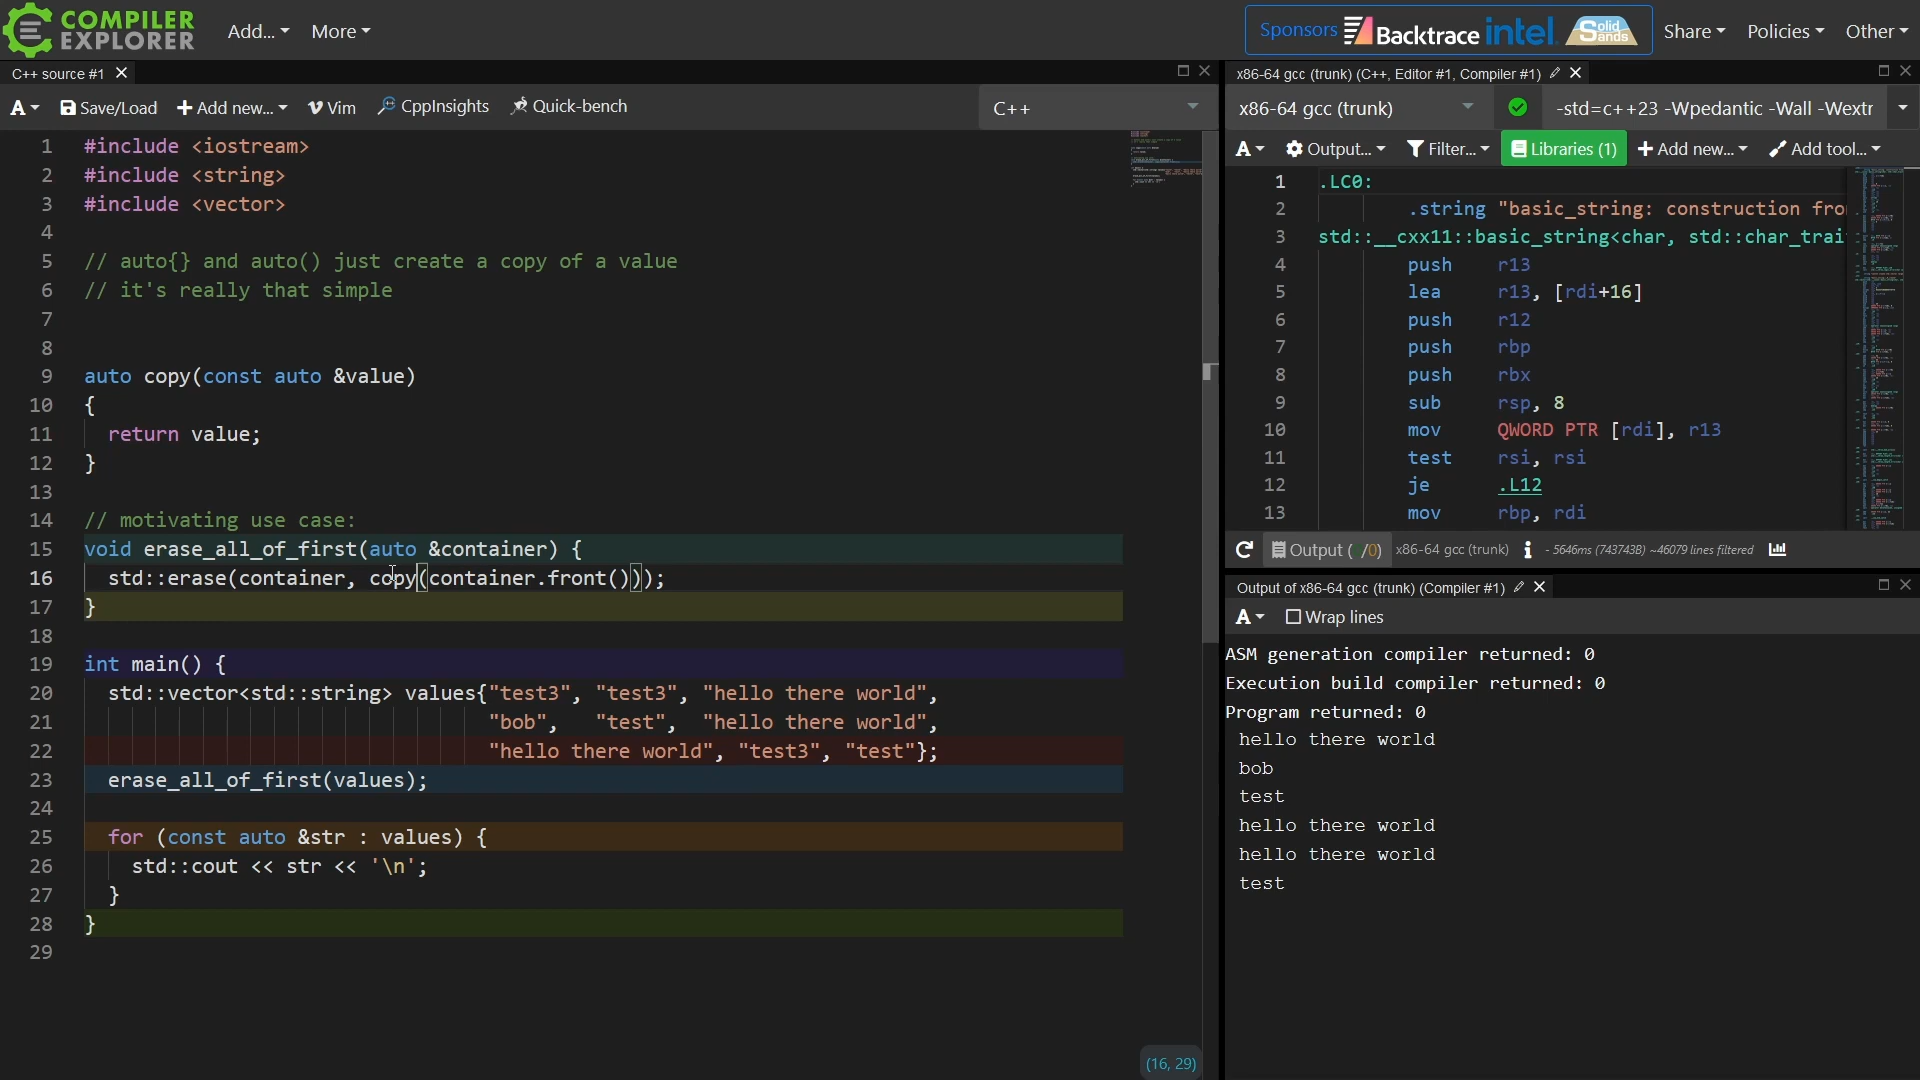 COMPILER
EXPLORER
Add...
More
Sponsors
Backtrace
intel.
Solid
Sands
Share
Policies
Other
C++ source #1
A
Save/Load
Add new...
Vim
CppInsights
Quick-bench
C++
1 #include <iostream>
2 #include <string>
3 #include <vector>
4
5 // auto{} and auto() just create a copy of a value
6 // it's really that simple
7
8
9 auto copy(const auto &value)
10 {
11 return value;
12 }
13
14 // motivating use case:
15 void erase_all_of_first(auto &container) {
16 std::erase(container, copy(container.front()));
17 }
18
19 int main() {
20 std::vector<std::string> values{"test3", "test3", "hello there world",
21 "bob", "test", "hello there world",
22 "hello there world", "test3", "test"};
23 erase_all_of_first(values);
24
25 for (const auto &str : values) {
26 std::cout << str << '\n';
27 }
28 }
29
(16, 29)
x86-64 gcc (trunk) (C++, Editor #1, Compiler #1)
x86-64 gcc (trunk)
-std=c++23 -Wpedantic -Wall -Wextr
A
Output...
Filter...
Libraries (1)
Add new...
Add tool...
1 .LC0:
2 .string "basic_string: construction fro
3 std::__cxx11::basic_string<char, std::char_trai
4 push r13
5 lea r13, [rdi+16]
6 push r12
7 push rbp
8 push rbx
9 sub rsp, 8
10 mov QWORD PTR [rdi], r13
11 test rsi, rsi
12 je .L12
13 mov rbp, rdi
Output ( /0) x86-64 gcc (trunk) i - 5646ms (743743B) ~46079 lines filtered
Output of x86-64 gcc (trunk) (Compiler #1)
A
Wrap lines
ASM generation compiler returned: 0
Execution build compiler returned: 0
Program returned: 0
hello there world
bob
test
hello there world
hello there world
test